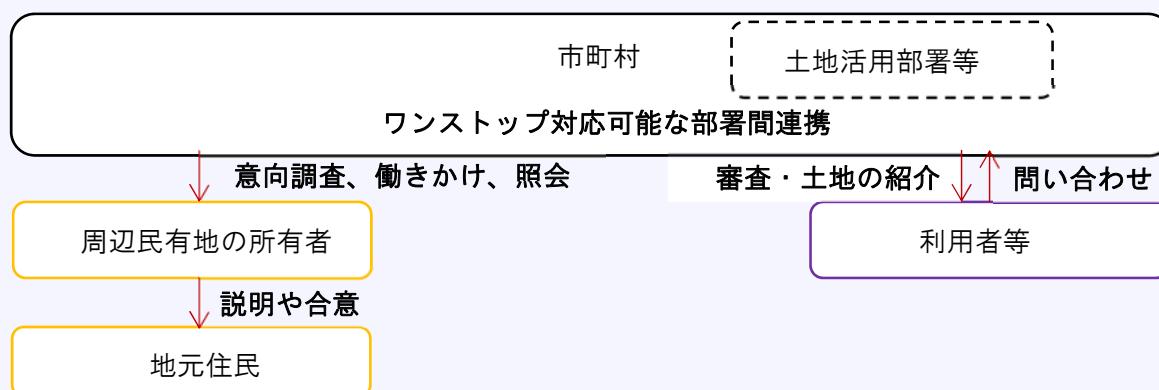 市町村
土地活用部署等
ワンストップ対応可能な部署間連携
意向調査、働きかけ、照会
審査・土地の紹介
問い合わせ
周辺民有地の所有者
利用者等
説明や合意
地元住民